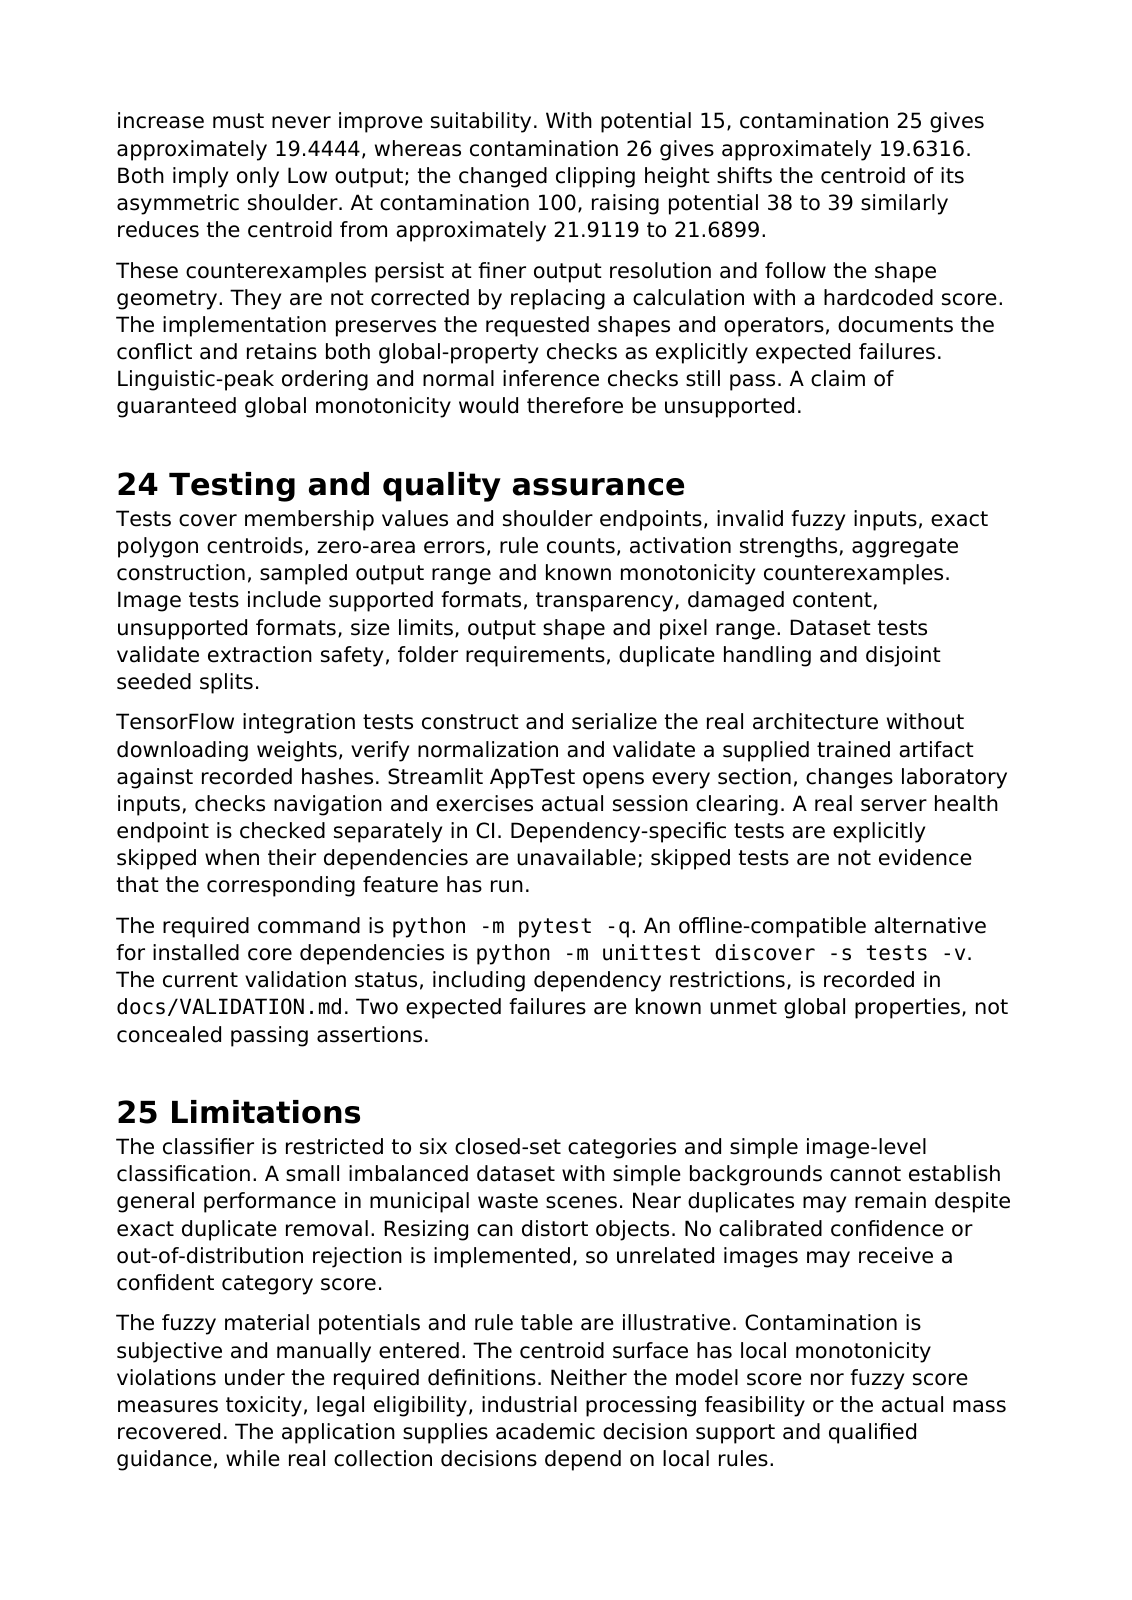 increase must never improve suitability. With potential 15, contamination 25 gives
approximately 19.4444, whereas contamination 26 gives approximately 19.6316.
Both imply only Low output; the changed clipping height shifts the centroid of its
asymmetric shoulder. At contamination 100, raising potential 38 to 39 similarly
reduces the centroid from approximately 21.9119 to 21.6899.
These counterexamples persist at finer output resolution and follow the shape
geometry. They are not corrected by replacing a calculation with a hardcoded score.
The implementation preserves the requested shapes and operators, documents the
conflict and retains both global-property checks as explicitly expected failures.
Linguistic-peak ordering and normal inference checks still pass. A claim of
guaranteed global monotonicity would therefore be unsupported.
24 Testing and quality assurance
Tests cover membership values and shoulder endpoints, invalid fuzzy inputs, exact
polygon centroids, zero-area errors, rule counts, activation strengths, aggregate
construction, sampled output range and known monotonicity counterexamples.
Image tests include supported formats, transparency, damaged content,
unsupported formats, size limits, output shape and pixel range. Dataset tests
validate extraction safety, folder requirements, duplicate handling and disjoint
seeded splits.
TensorFlow integration tests construct and serialize the real architecture without
downloading weights, verify normalization and validate a supplied trained artifact
against recorded hashes. Streamlit AppTest opens every section, changes laboratory
inputs, checks navigation and exercises actual session clearing. A real server health
endpoint is checked separately in CI. Dependency-specific tests are explicitly
skipped when their dependencies are unavailable; skipped tests are not evidence
that the corresponding feature has run.
The required command is python -m pytest -q. An offline-compatible alternative
for installed core dependencies is python -m unittest discover -s tests -v.
The current validation status, including dependency restrictions, is recorded in
docs/VALIDATION.md. Two expected failures are known unmet global properties, not
concealed passing assertions.
25 Limitations
The classifier is restricted to six closed-set categories and simple image-level
classification. A small imbalanced dataset with simple backgrounds cannot establish
general performance in municipal waste scenes. Near duplicates may remain despite
exact duplicate removal. Resizing can distort objects. No calibrated confidence or
out-of-distribution rejection is implemented, so unrelated images may receive a
confident category score.
The fuzzy material potentials and rule table are illustrative. Contamination is
subjective and manually entered. The centroid surface has local monotonicity
violations under the required definitions. Neither the model score nor fuzzy score
measures toxicity, legal eligibility, industrial processing feasibility or the actual mass
recovered. The application supplies academic decision support and qualified
guidance, while real collection decisions depend on local rules.